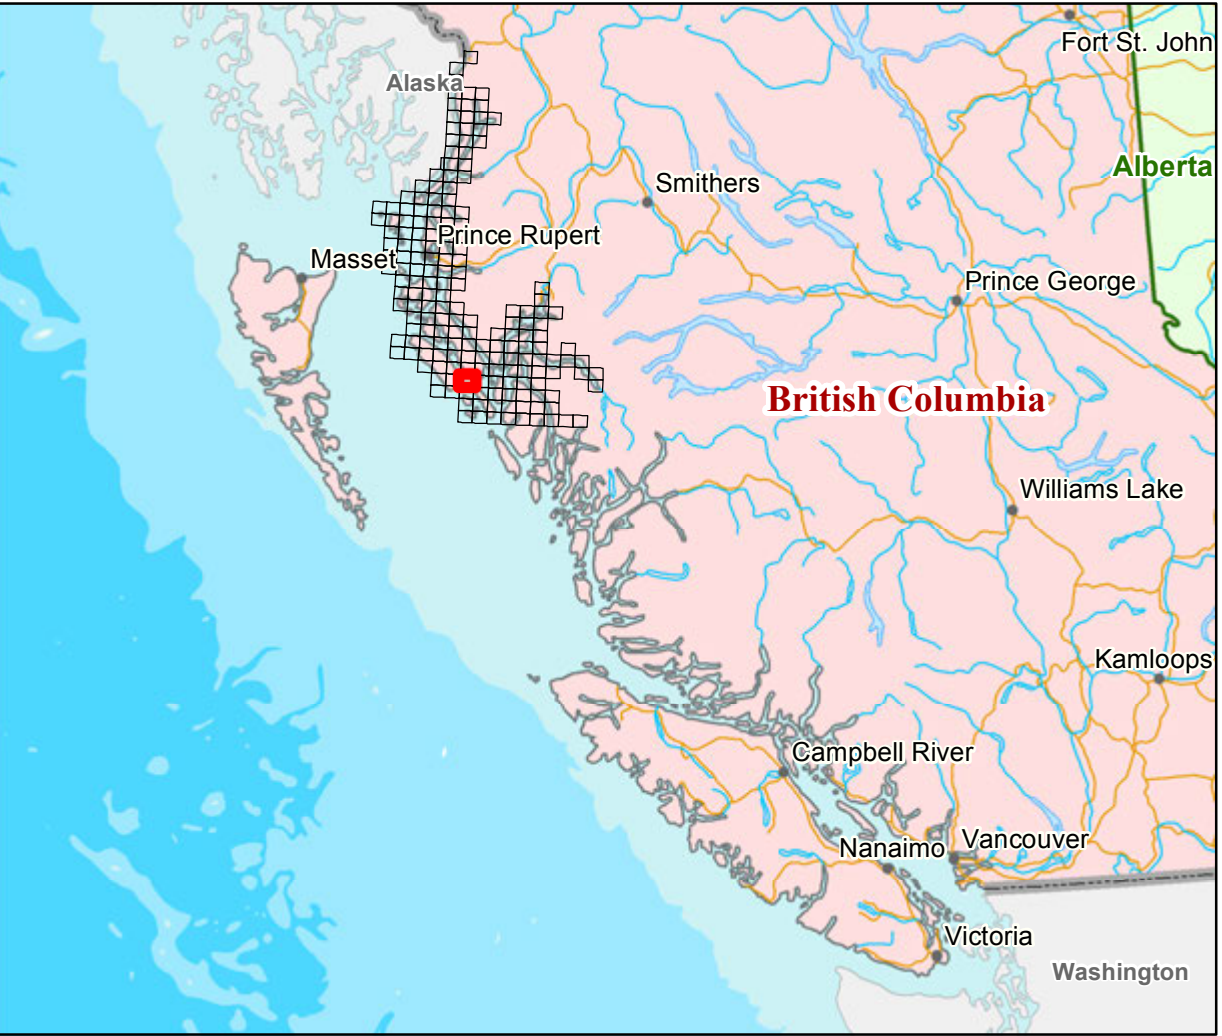 Fort St. John
Alaska
Alberta
Smithers
Prince Rupert
Masset
Prince George
British Columbia
Williams Lake
Kamloops
Campbell River
Vancouver
Nanaimo
Victoria
Washington